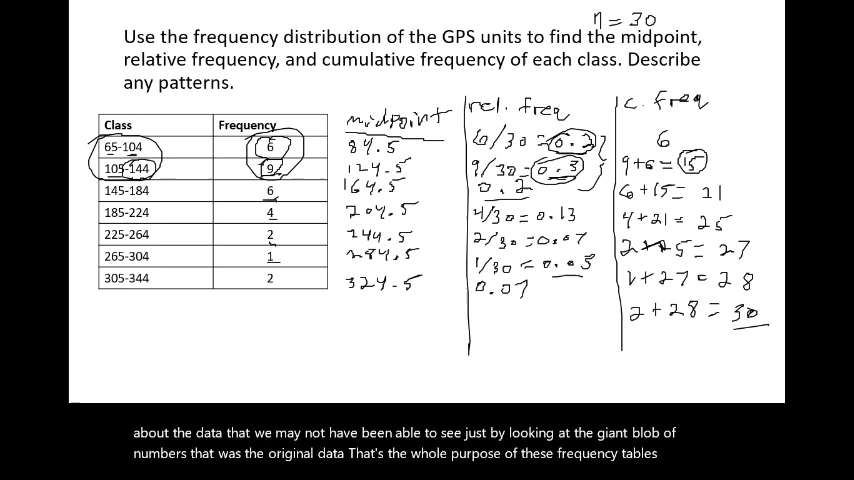 η = 30
Use the frequency distribution of the GPS units to find the midpoint,
relative frequency, and cumulative frequency of each class. Describe
any patterns.
midpoint rel. freq c. freq
Class Frequency
65-104 6 84.5 6/30 = 0.2 6
105-144 9 124.5 9/30 = 0.3 9+6 = 15
145-184 6 164.5 0.2 6+15 = 21
185-224 4 204.5 4/30 = 0.13 4+21 = 25
225-264 2 244.5 2/30 = 0.07 2+25 = 27
265-304 1 284.5 1/30 = 0.03 1+27 = 28
305-344 2 324.5 0.07 2+28 = 30
about the data that we may not have been able to see just by looking at the giant blob of
numbers that was the original data That's the whole purpose of these frequency tables